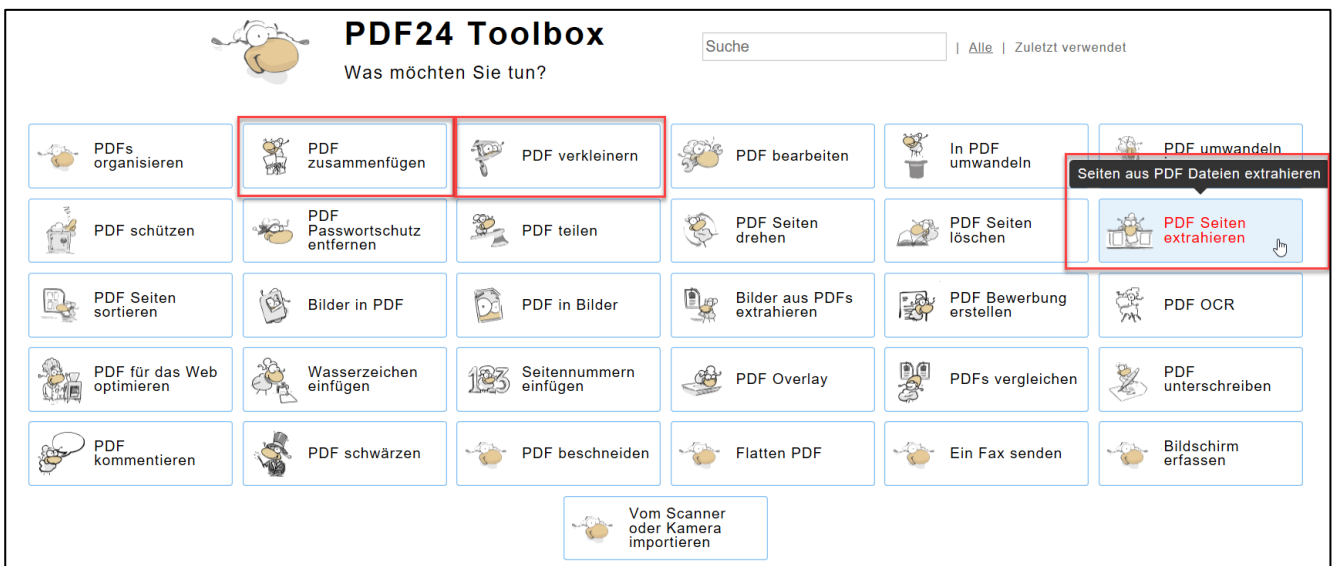 PDF24 Toolbox
Was möchten Sie tun?
Suche
| Alle | Zuletzt verwendet
PDFs
organisieren
PDF
zusammenfügen
PDF verkleinern
PDF bearbeiten
In PDF
umwandeln
PDF umwandeln
Seiten aus PDF Dateien extrahieren
PDF schützen
PDF
Passwortschutz
entfernen
PDF teilen
PDF Seiten
drehen
PDF Seiten
löschen
PDF Seiten
extrahieren
PDF Seiten
sortieren
Bilder in PDF
PDF in Bilder
Bilder aus PDFs
extrahieren
PDF Bewerbung
erstellen
PDF OCR
PDF für das Web
optimieren
Wasserzeichen
einfügen
123
Seitennummern
einfügen
PDF Overlay
PDFs vergleichen
PDF
unterschreiben
PDF
kommentieren
PDF schwärzen
PDF beschneiden
Flatten PDF
Ein Fax senden
Bildschirm
erfassen
Vom Scanner
oder Kamera
importieren